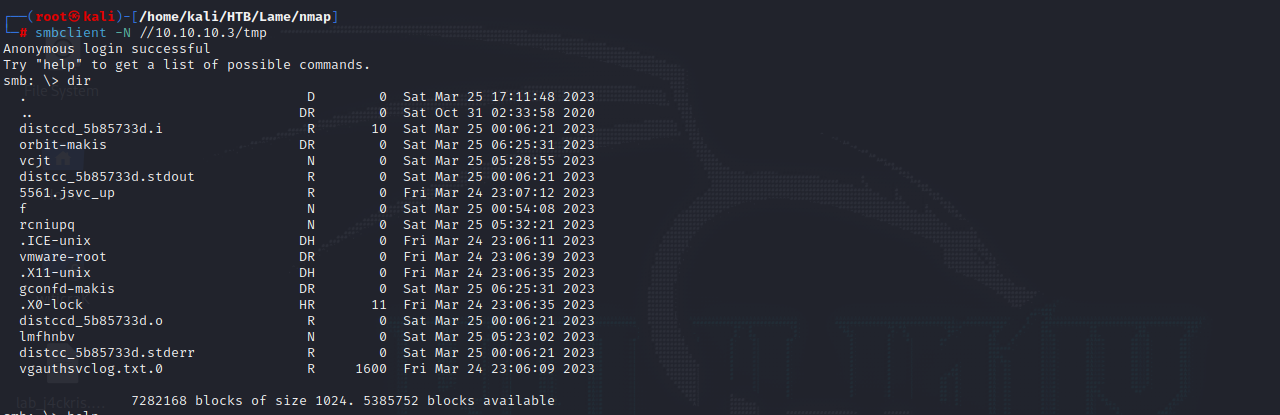 ┌──(root㉿kali)-[/home/kali/HTB/Lame/nmap]
└─# smbclient -N //10.10.10.3/tmp
Anonymous login successful
Try "help" to get a list of possible commands.
smb: \> dir
  .                                   D        0  Sat Mar 25 17:11:48 2023
  ..                                 DR        0  Sat Oct 31 02:33:58 2020
  distccd_5b85733d.i                  R       10  Sat Mar 25 00:06:21 2023
  orbit-makis                        DR        0  Sat Mar 25 06:25:31 2023
  vcjt                                N        0  Sat Mar 25 05:28:55 2023
  distcc_5b85733d.stdout              R        0  Sat Mar 25 00:06:21 2023
  5561.jsvc_up                        R        0  Fri Mar 24 23:07:12 2023
  f                                   N        0  Sat Mar 25 00:54:08 2023
  rcniupq                             N        0  Sat Mar 25 05:32:21 2023
  .ICE-unix                          DH        0  Fri Mar 24 23:06:11 2023
  vmware-root                        DR        0  Fri Mar 24 23:06:39 2023
  .X11-unix                          DH        0  Fri Mar 24 23:06:35 2023
  gconfd-makis                       DR        0  Sat Mar 25 06:25:31 2023
  .X0-lock                           HR       11  Fri Mar 24 23:06:35 2023
  distccd_5b85733d.o                  R        0  Sat Mar 25 00:06:21 2023
  lmfhnbv                             N        0  Sat Mar 25 05:23:02 2023
  distcc_5b85733d.stderr              R        0  Sat Mar 25 00:06:21 2023
  vgauthsvclog.txt.0                  R     1600  Fri Mar 24 23:06:09 2023
7282168 blocks of size 1024. 5385752 blocks available
smb: \> help